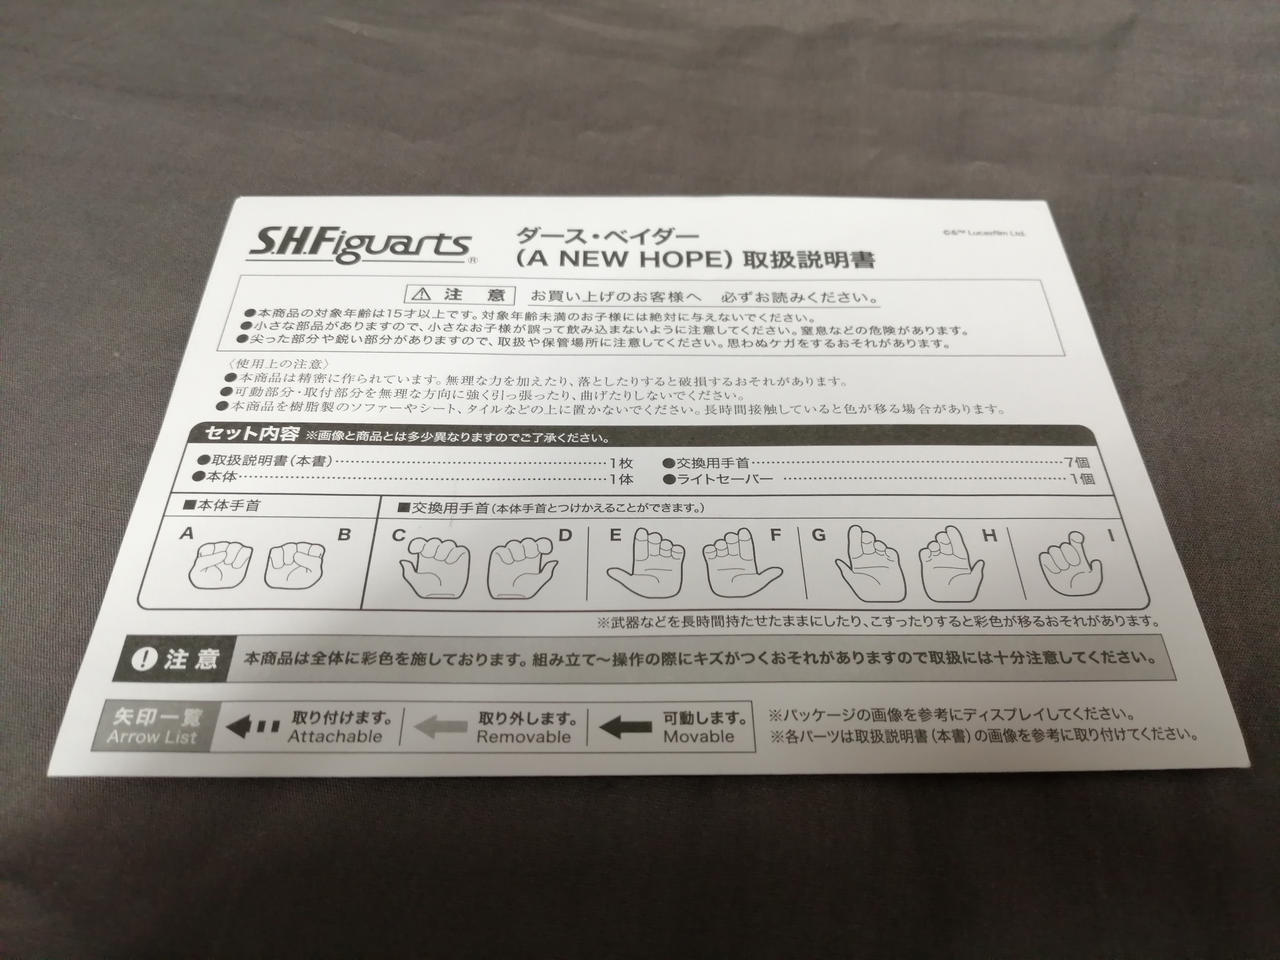 S.H.Figuarts®
ダース・ベイダー
(A NEW HOPE) 取扱説明書
©&™ Lucasfilm Ltd.
⚠ 注 意 お買い上げのお客様へ 必ずお読みください。
●本商品の対象年齢は15才以上です。対象年齢未満のお子様には絶対に与えないでください。
●小さな部品がありますので、小さなお子様が誤って飲み込まないように注意してください。窒息などの危険があります。
●尖った部分や鋭い部分がありますので、取扱や保管場所に注意してください。思わぬケガをするおそれがあります。
〈使用上の注意〉
●本商品は精密に作られています。無理な力を加えたり、落としたりすると破損するおそれがあります。
●可動部分・取付部分を無理な方向に強く引っ張ったり、曲げたりしないでください。
●本商品を樹脂製のソファーやシート、タイルなどの上に置かないでください。長時間接触していると色が移る場合があります。
セット内容 ※画像と商品とは多少異なりますのでご了承ください。
●取扱説明書(本書)……1枚
●本体……1体
●交換用手首……7個
●ライトセーバー……1個
■本体手首
■交換用手首(本体手首とつけかえることができます。)
A B C D E F G H I
※武器などを長時間持たせたままにしたり、こすったりすると彩色が移るおそれがあります。
! 注意 本商品は全体に彩色を施しております。組み立て〜操作の際にキズがつくおそれがありますので取扱には十分注意してください。
矢印一覧
Arrow List
取り付けます。
Attachable
取り外します。
Removable
可動します。
Movable
※パッケージの画像を参考にディスプレイしてください。
※各パーツは取扱説明書(本書)の画像を参考に取り付けてください。